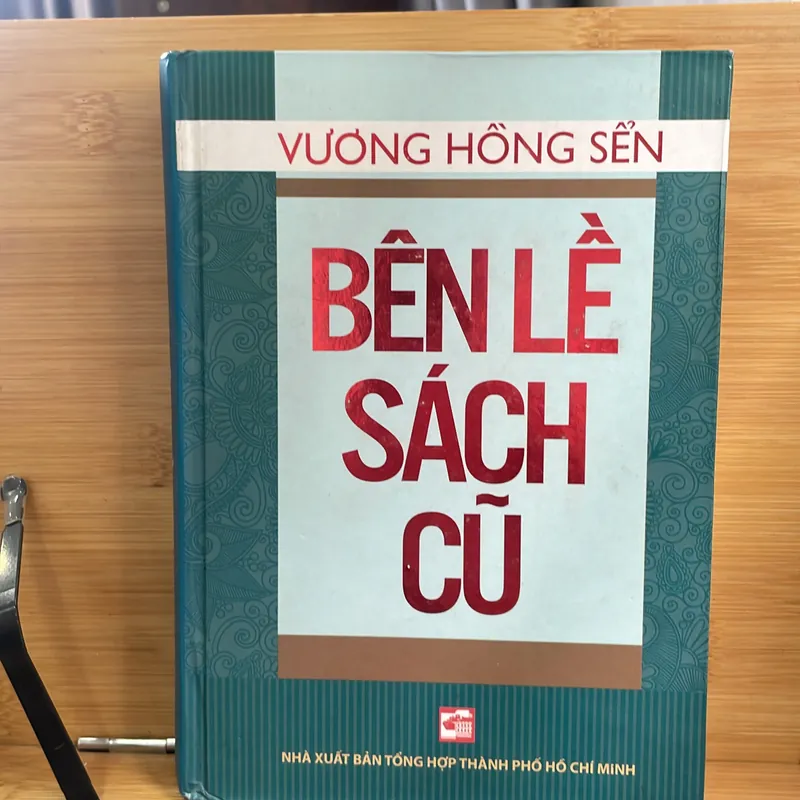 VƯƠNG HỒNG SỂN
BÊN LỀ
SÁCH
CŨ
NHÀ XUẤT BẢN TỔNG HỢP THÀNH PHỐ HỒ CHÍ MINH